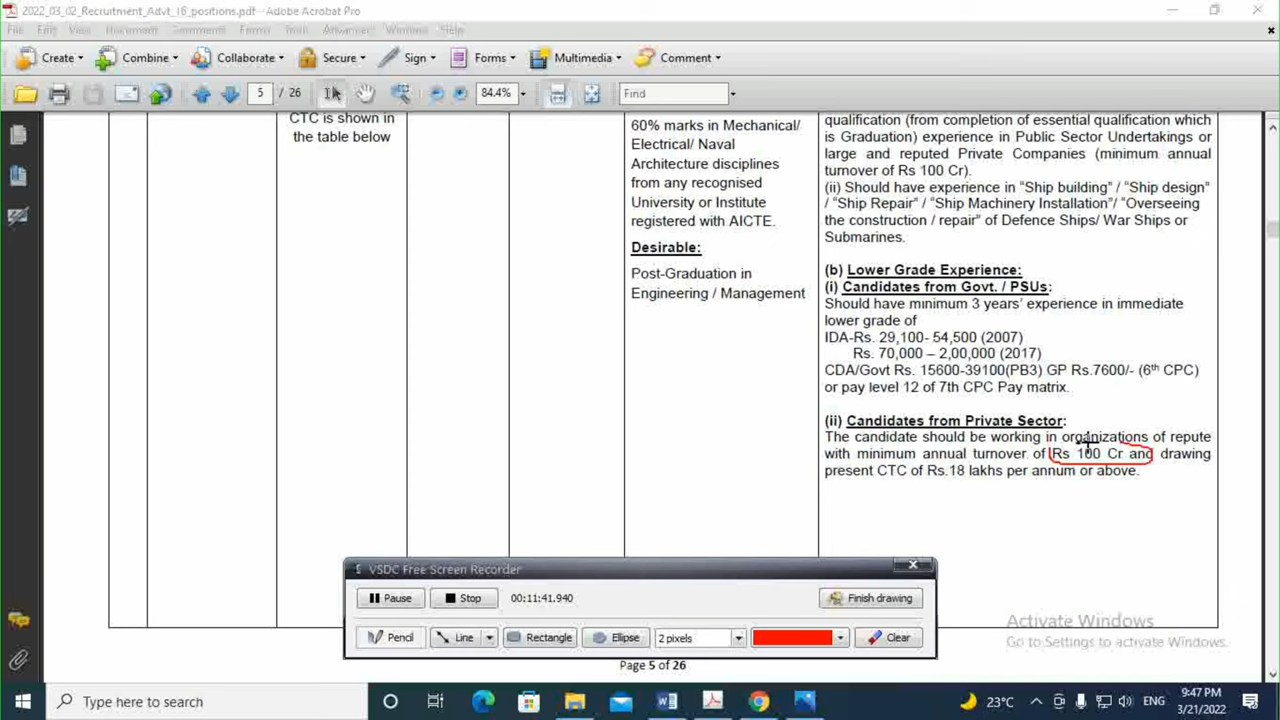 2022_03_02_Recruitment_Advt_16_positions.pdf - Adobe Acrobat Pro
File Edit View Document Comments Forms Tools Advanced Window Help
Create Combine Collaborate Secure Sign Forms Multimedia Comment
5 / 26 84.4% Find
CTC is shown in
the table below
60% marks in Mechanical/
Electrical/ Naval
Architecture disciplines
from any recognised
University or Institute
registered with AICTE.
Desirable:
Post-Graduation in
Engineering / Management
qualification (from completion of essential qualification which
is Graduation) experience in Public Sector Undertakings or
large and reputed Private Companies (minimum annual
turnover of Rs 100 Cr).
(ii) Should have experience in “Ship building” / “Ship design”
/ “Ship Repair” / “Ship Machinery Installation”/ “Overseeing
the construction / repair” of Defence Ships/ War Ships or
Submarines.
(b) Lower Grade Experience:
(i) Candidates from Govt. / PSUs:
Should have minimum 3 years’ experience in immediate
lower grade of
IDA-Rs. 29,100- 54,500 (2007)
Rs. 70,000 – 2,00,000 (2017)
CDA/Govt Rs. 15600-39100(PB3) GP Rs.7600/- (6th CPC)
or pay level 12 of 7th CPC Pay matrix.
(ii) Candidates from Private Sector:
The candidate should be working in organizations of repute
with minimum annual turnover of Rs 100 Cr and drawing
present CTC of Rs.18 lakhs per annum or above.
VSDC Free Screen Recorder
Pause Stop 00:11:41.940 Finish drawing
Pencil Line Rectangle Ellipse 2 pixels Clear
Activate Windows
Go to Settings to activate Windows.
Page 5 of 26
Type here to search
23°C ENG
9:47 PM
3/21/2022